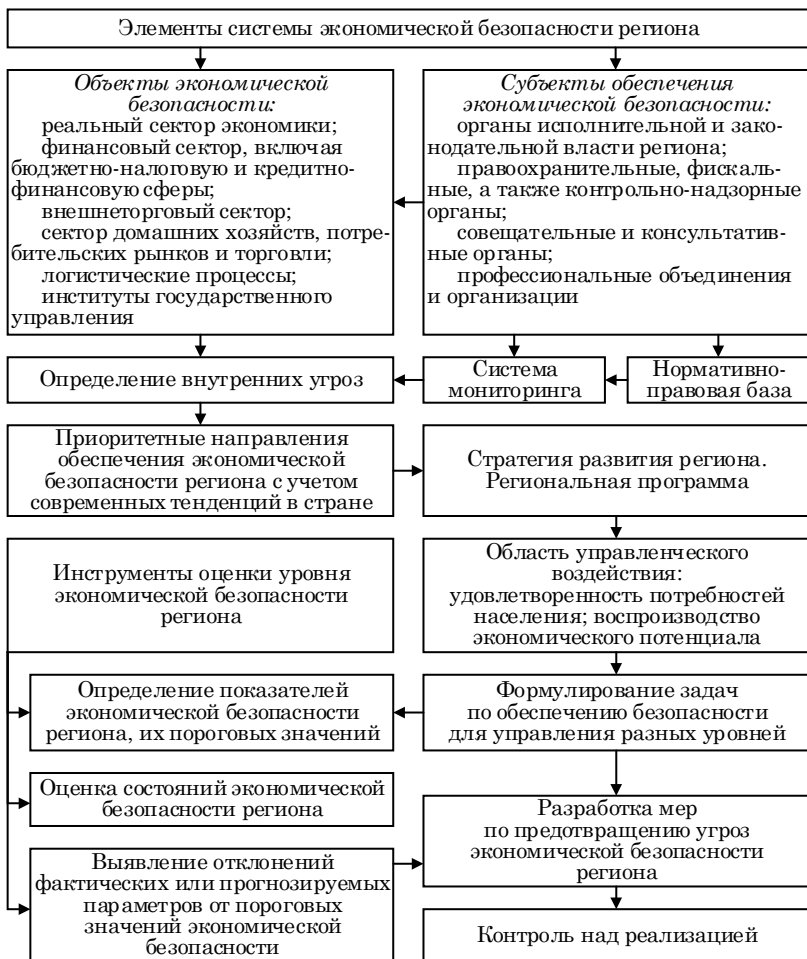 Элементы системы экономической безопасности региона
Объекты экономической
безопасности:
реальный сектор экономики;
финансовый сектор, включая
бюджетно-налоговую и кредитно-
финансовую сферы;
внешнеторговый сектор;
сектор домашних хозяйств, потре-
бительских рынков и торговли;
логистические процессы;
институты государственного
управления
Субъекты обеспечения
экономической безопасности:
органы исполнительной и зако-
нодательной власти региона;
правоохранительные, фискаль-
ные, а также контрольно-надзорные
органы;
совещательные и консультатив-
ные органы;
профессиональные объединения
и организации
Определение внутренних угроз
Система
мониторинга
Нормативно-
правовая база
Приоритетные направления
обеспечения экономической
безопасности региона с учетом
современных тенденций в стране
Стратегия развития региона.
Региональная программа
Инструменты оценки уровня
экономической безопасности
региона
Область управленческого
воздействия:
удовлетворенность потребностей
населения; воспроизводство
экономического потенциала
Определение показателей
экономической безопасности
региона, их пороговых значений
Формулирование задач
по обеспечению безопасности
для управления разных уровней
Оценка состояний экономической
безопасности региона
Разработка мер
по предотвращению угроз
экономической безопасности
региона
Выявление отклонений
фактических или прогнозируемых
параметров от пороговых
значений экономической
безопасности
Контроль над реализацией